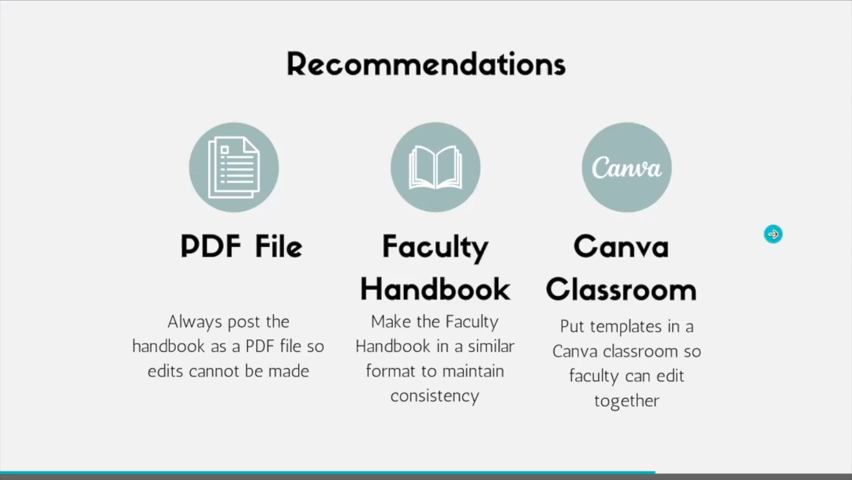 Recommendations
Canva
PDF File
Always post the
handbook as a PDF file so
edits cannot be made
Faculty
Handbook
Make the Faculty
Handbook in a similar
format to maintain
consistency
Canva
Classroom
Put templates in a
Canva classroom so
faculty can edit
together